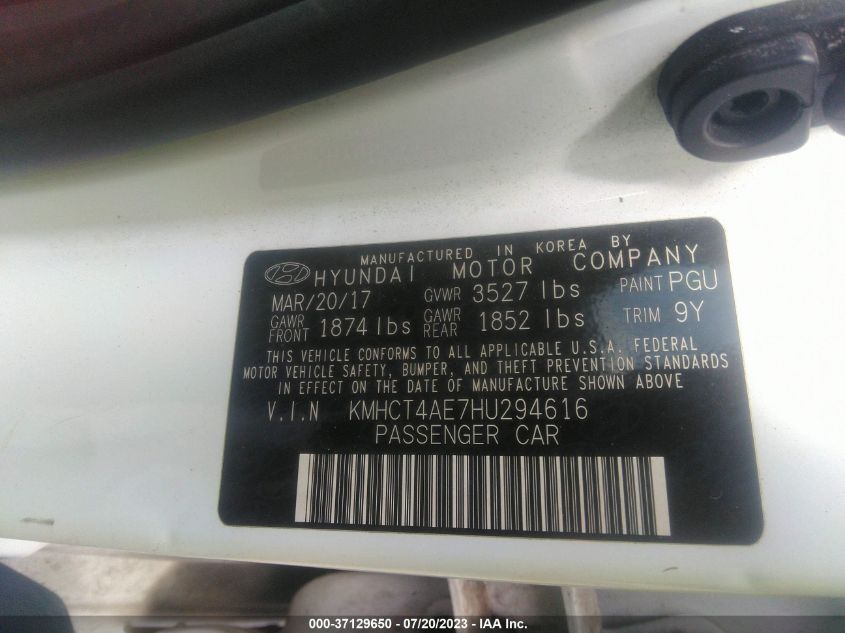 MANUFACTURED IN KOREA BY
HYUNDAI MOTOR COMPANY
MAR/20/17 GVWR 3527 lbs PAINT PGU
GAWR FRONT 1874 lbs GAWR REAR 1852 lbs TRIM 9Y
THIS VEHICLE CONFORMS TO ALL APPLICABLE U.S.A. FEDERAL
MOTOR VEHICLE SAFETY, BUMPER, AND THEFT PREVENTION STANDARDS
IN EFFECT ON THE DATE OF MANUFACTURE SHOWN ABOVE
V.I.N KMHCT4AE7HU294616
PASSENGER CAR
000-37129650 - 07/20/2023 - IAA Inc.